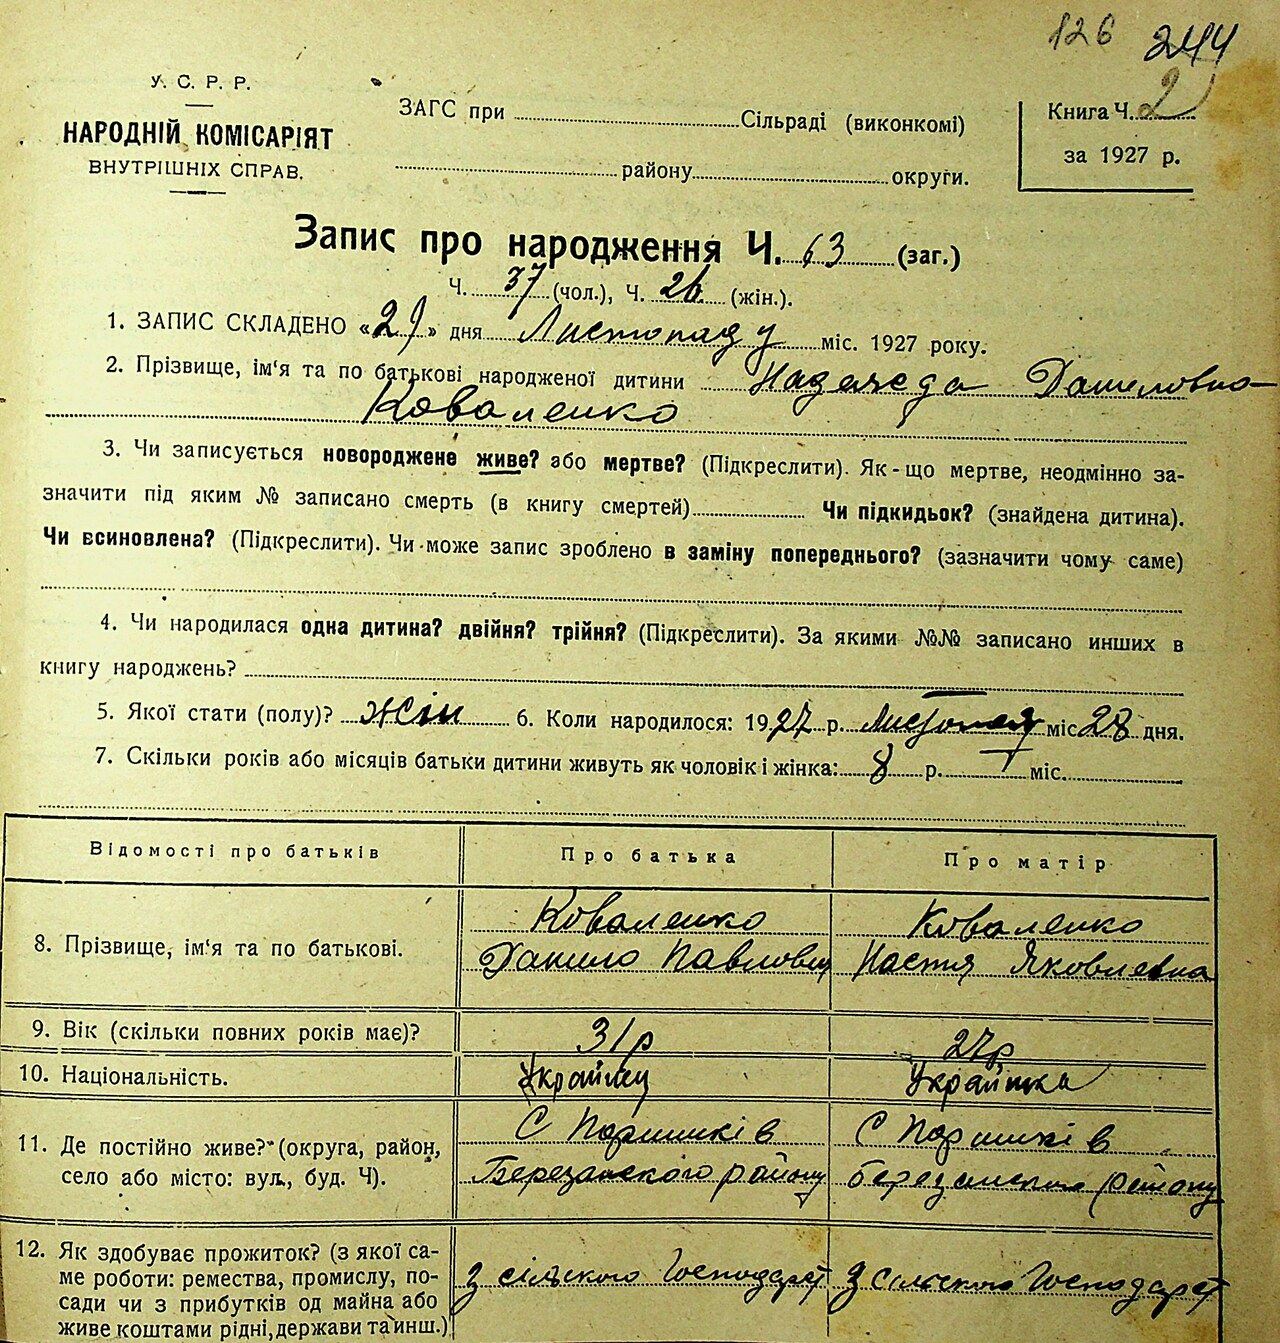 126 244
У. С. Р. Р.
НАРОДНІЙ КОМІСАРІЯТ
ВНУТРІШНІХ СПРАВ.
ЗАГС при Сільраді (виконкомі)
району округи.
Книга Ч. 2
за 1927 р.
Запис про народження Ч. 63 (заг.)
Ч. 37 (чол.), Ч. 26 (жін.).
1. ЗАПИС СКЛАДЕНО «29» дня Листопаду міс. 1927 року.
2. Прізвище, ім'я та по батькові народженої дитини Надежда Даниловна
Коваленко
3. Чи записується новороджене живе? або мертве? (Підкреслити). Як-що мертве, неодмінно за-
значити під яким № записано смерть (в книгу смертей) Чи підкидьок? (знайдена дитина).
Чи всиновлена? (Підкреслити). Чи може запис зроблено в заміну попереднього? (зазначити чому саме)
4. Чи народилася одна дитина? двійня? трійня? (Підкреслити). За якими №№ записано инших в
книгу народжень?
5. Якої стати (полу)? жін 6. Коли народилося: 1927 р. Листопад міс 28 дня.
7. Скільки років або місяців батьки дитини живуть як чоловік і жінка: 8 р. міс.
Відомості про батьків Про батька Про матір
8. Прізвище, ім'я та по батькові.
Коваленко
Данило Павлович
Коваленко
Настя Яковлевна
9. Вік (скільки повних років має)? 31р 27р
10. Національність. Українец Українка
11. Де постійно живе? (округа, район,
село або місто: вул., буд. Ч).
С Паришків
Березанского району
С Паришків
Березанского району
12. Як здобуває прожиток? (з якої са-
ме роботи: ремества, промислу, по-
сади чи з прибутків од майна або
живе коштами рідні, держави та инш.)
З сільского Господарст
З сільского Господарст